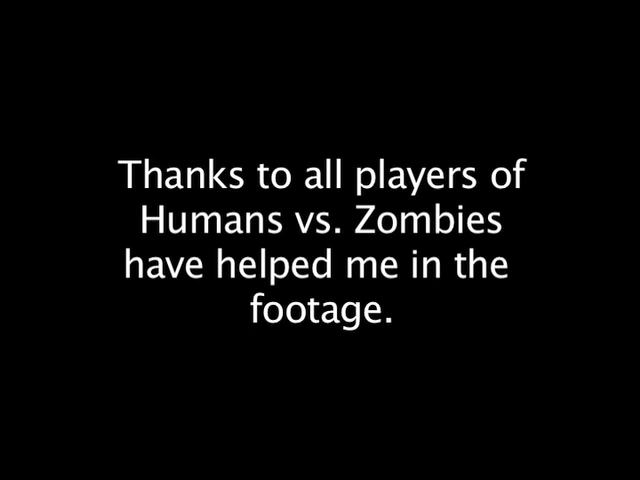 Thanks to all players of
Humans vs. Zombies
have helped me in the
footage.